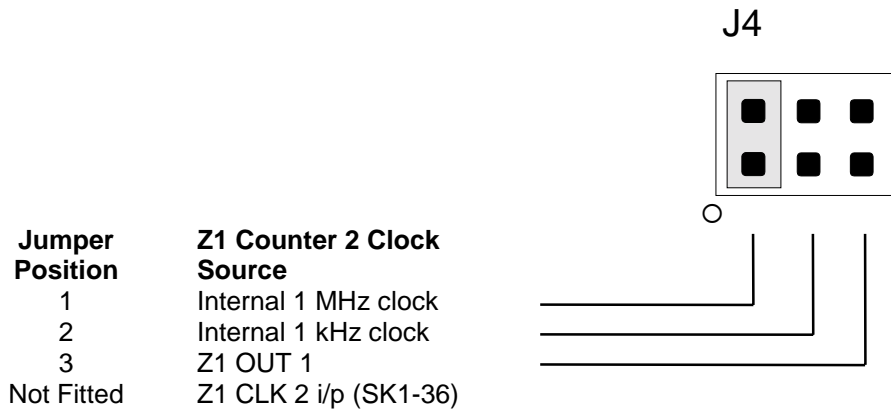 J4
Jumper Position Z1 Counter 2 Clock Source
1 Internal 1 MHz clock
2 Internal 1 kHz clock
3 Z1 OUT 1
Not Fitted Z1 CLK 2 i/p (SK1-36)